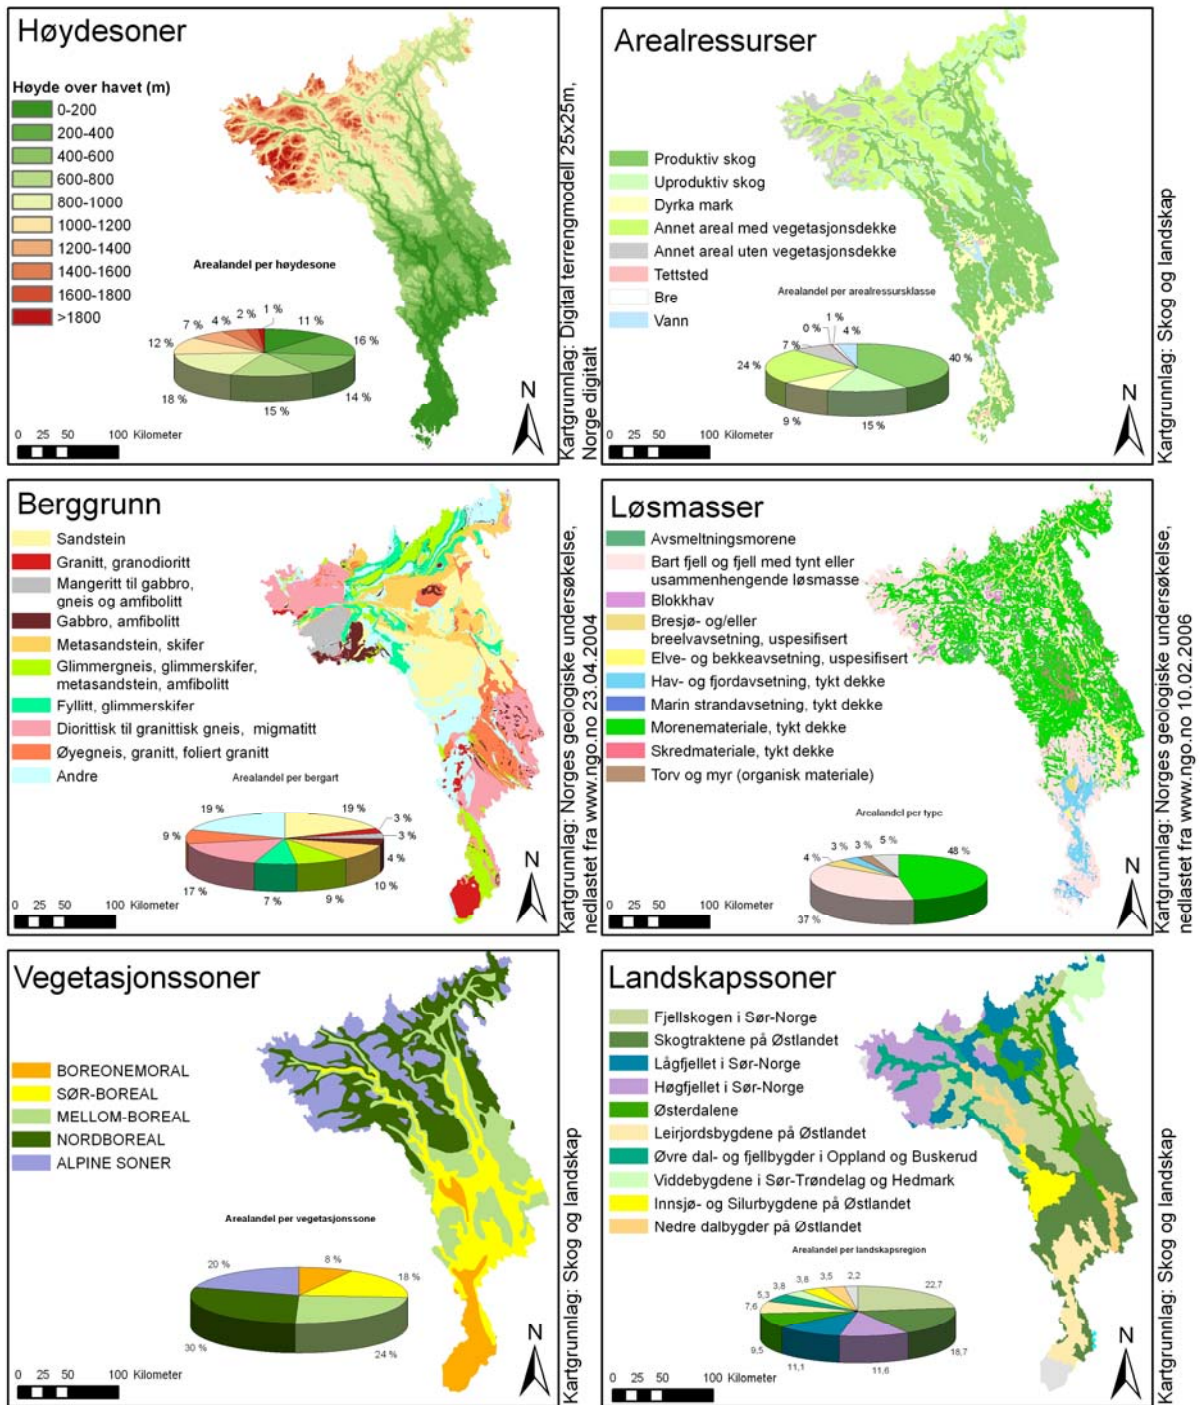 Høydesoner
Høyde over havet (m)
0-200
200-400
400-600
600-800
800-1000
1000-1200
1200-1400
1400-1600
1600-1800
>1800
Arealandel per høydesone
1 %
2 %
4 %
7 %
12 %
18 %
15 %
14 %
16 %
11 %
0 25 50 100 Kilometer
N
Kartgrunnlag: Digital terrengmodell 25x25m,
Norge digitalt
Arealressurser
Produktiv skog
Uproduktiv skog
Dyrka mark
Annet areal med vegetasjonsdekke
Annet areal uten vegetasjonsdekke
Tettsted
Bre
Vann
Arealandel per arealressursklasse
1 %
0 %
4 %
7 %
24 %
40 %
9 %
15 %
0 25 50 100 Kilometer
N
Kartgrunnlag: Skog og landskap
Berggrunn
Sandstein
Granitt, granodioritt
Mangeritt til gabbro,
gneis og amfibolitt
Gabbro, amfibolitt
Metasandstein, skifer
Glimmergneis, glimmerskifer,
metasandstein, amfibolitt
Fyllitt, glimmerskifer
Diorittisk til granittisk gneis, migmatitt
Øyegneis, granitt, foliert granitt
Andre
Arealandel per bergart
19 %
19 %
3 %
3 %
4 %
10 %
9 %
7 %
17 %
9 %
0 25 50 100 Kilometer
N
Kartgrunnlag: Norges geologiske undersøkelse,
nedlastet fra www.ngo.no 23.04.2004
Løsmasser
Avsmeltningsmorene
Bart fjell og fjell med tynt eller
usammenhengende løsmasse
Blokkhav
Bresjø- og/eller
breelvavsetning, uspesifisert
Elve- og bekkeavsetning, uspesifisert
Hav- og fjordavsetning, tykt dekke
Marin strandavsetning, tykt dekke
Morenemateriale, tykt dekke
Skredmateriale, tykt dekke
Torv og myr (organisk materiale)
Arealandel per type
3 %
3 %
5 %
4 %
48 %
37 %
0 25 50 100 Kilometer
N
Kartgrunnlag: Norges geologiske undersøkelse,
nedlastet fra www.ngo.no 10.02.2006
Vegetasjonssoner
BOREONEMORAL
SØR-BOREAL
MELLOM-BOREAL
NORDBOREAL
ALPINE SONER
Arealandel per vegetasjonssone
20 %
8 %
18 %
30 %
24 %
0 25 50 100 Kilometer
N
Kartgrunnlag: Skog og landskap
Landskapssoner
Fjellskogen i Sør-Norge
Skogtraktene på Østlandet
Lågfjellet i Sør-Norge
Høgfjellet i Sør-Norge
Østerdalene
Leirjordsbygdene på Østlandet
Øvre dal- og fjellbygder i Oppland og Buskerud
Viddebygdene i Sør-Trøndelag og Hedmark
Innsjø- og Silurbygdene på Østlandet
Nedre dalbygder på Østlandet
Arealandel per landskapsregion
3,8
3,8
3,5
2,2
22,7
5,3
7,6
9,5
11,1
11,6
18,7
0 25 50 100 Kilometer
N
Kartgrunnlag: Skog og landskap